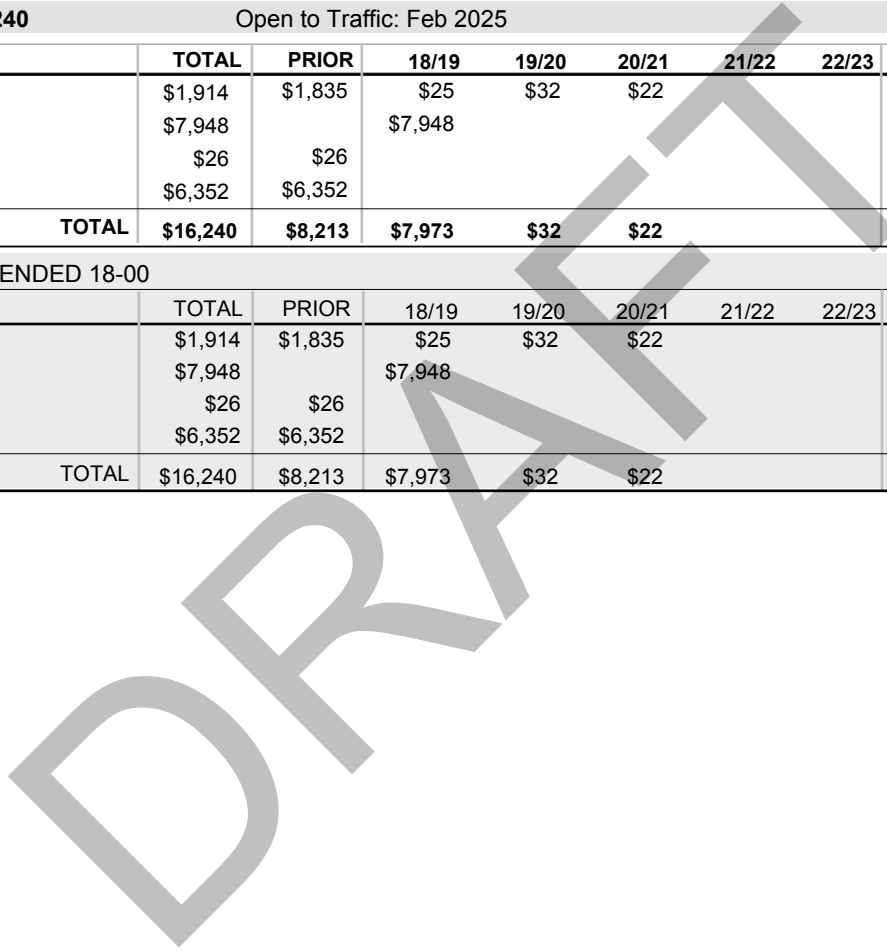 240 Open to Traffic: Feb 2025
TOTAL PRIOR 18/19 19/20 20/21 21/22 22/23
$1,914 $1,835 $25 $32 $22
$7,948 $7,948
$26 $26
$6,352 $6,352
TOTAL $16,240 $8,213 $7,973 $32 $22
ENDED 18-00
TOTAL PRIOR 18/19 19/20 20/21 21/22 22/23
$1,914 $1,835 $25 $32 $22
$7,948 $7,948
$26 $26
$6,352 $6,352
TOTAL $16,240 $8,213 $7,973 $32 $22
DRAFT